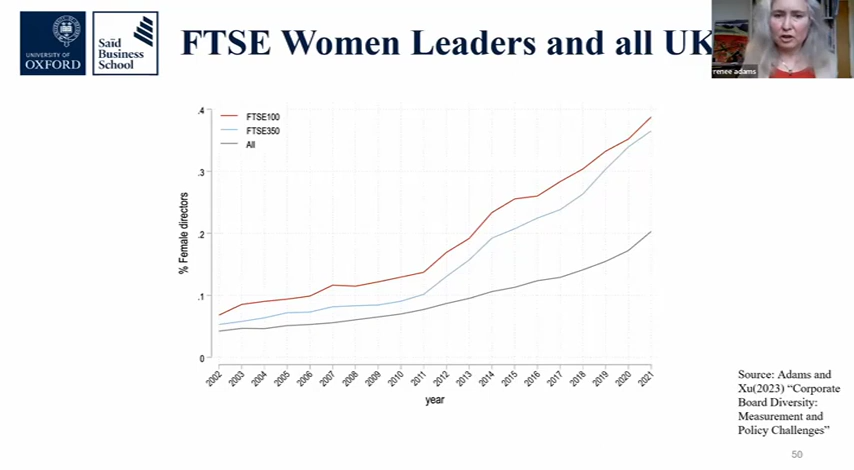 UNIVERSITY OF
OXFORD
Saïd
Business
School
FTSE Women Leaders and all UK
renee adams
FTSE100
FTSE350
All
% Female directors
.4
.3
.2
.1
0
2002 2003 2004 2005 2006 2007 2008 2009 2010 2011 2012 2013 2014 2015 2016 2017 2018 2019 2020 2021
year
Source: Adams and
Xu(2023) “Corporate
Board Diversity:
Measurement and
Policy Challenges”
50